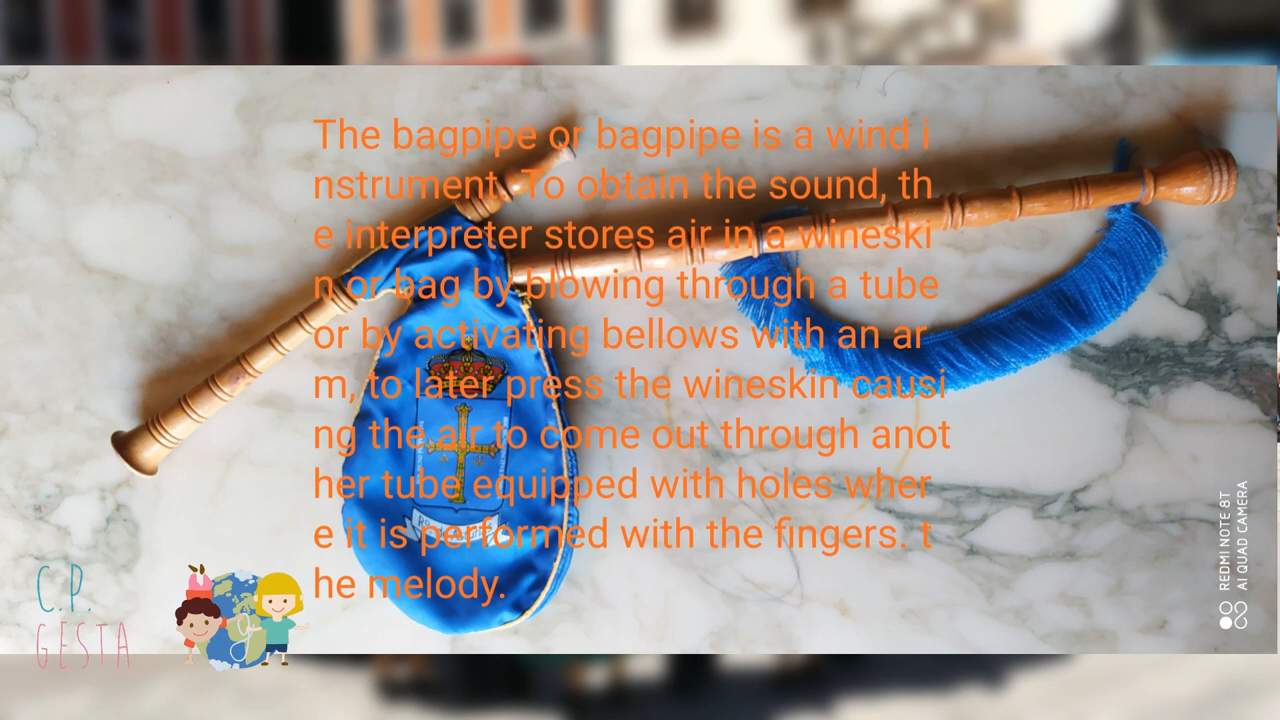 The bagpipe or bagpipe is a wind i
nstrument. To obtain the sound, th
e interpreter stores air in a wineski
n or bag by blowing through a tube
or by activating bellows with an ar
m, to later press the wineskin causi
ng the air to come out through anot
her tube equipped with holes wher
e it is performed with the fingers. t
he melody.
C.P.
GESTA
REDMI NOTE 8T
AI QUAD CAMERA